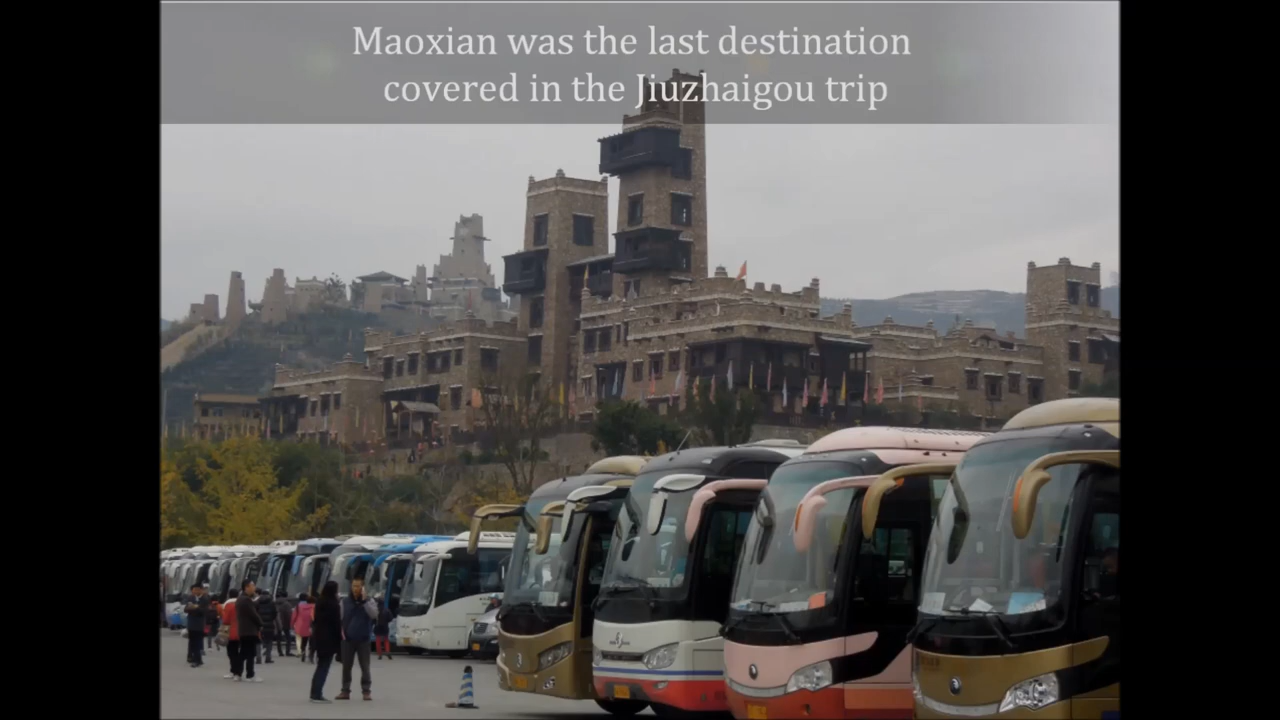 Maoxian was the last destination
covered in the Jiuzhaigou trip